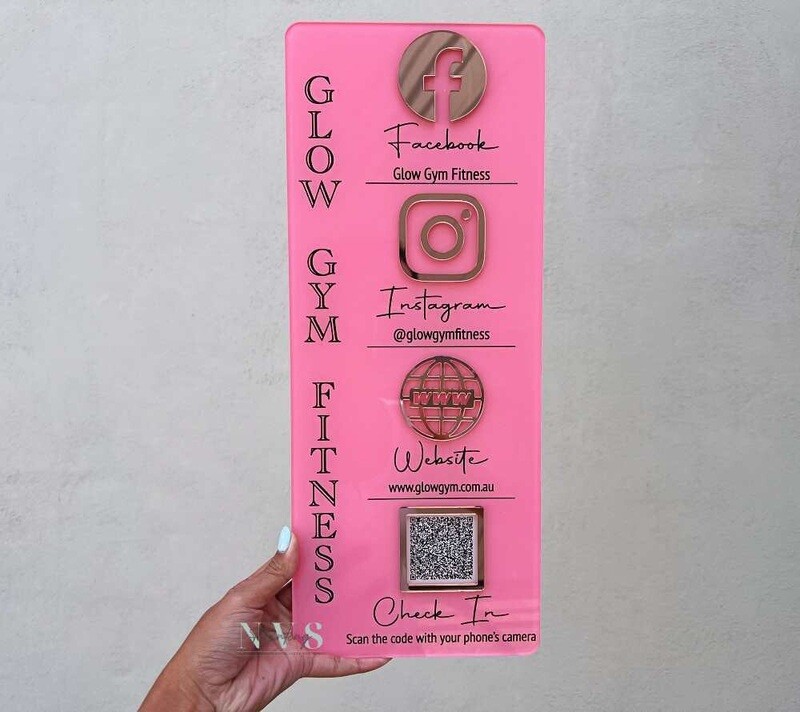 GLOW GYM FITNESS
f
Facebook
Glow Gym Fitness
Instagram
@glowgymfitness
www
Website
www.glowgym.com.au
Check In
Scan the code with your phone's camera
NVS